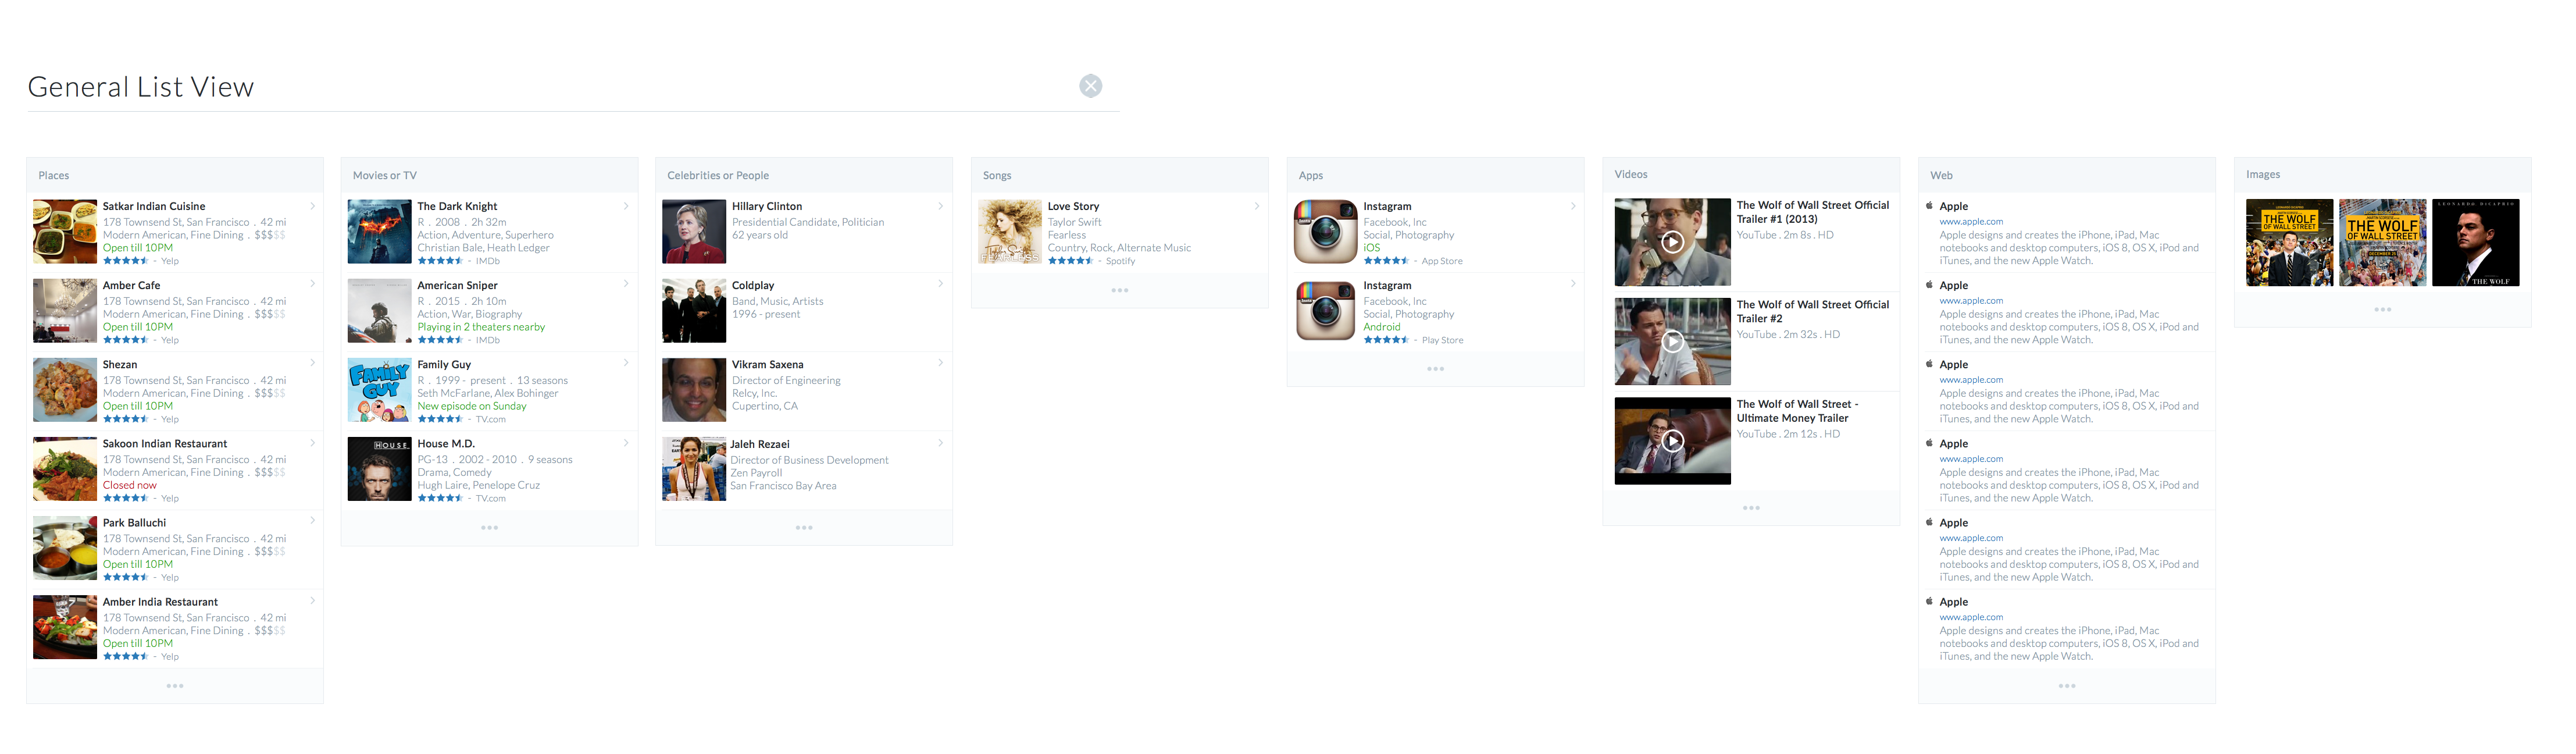 General List View
Places
Satkar Indian Cuisine
178 Townsend St, San Francisco . 42 mi
Modern American, Fine Dining . $$$$$
Open till 10PM
- Yelp
Amber Cafe
178 Townsend St, San Francisco . 42 mi
Modern American, Fine Dining . $$$$$
Open till 10PM
- Yelp
Shezan
178 Townsend St, San Francisco . 42 mi
Modern American, Fine Dining . $$$$$
Open till 10PM
- Yelp
Sakoon Indian Restaurant
178 Townsend St, San Francisco . 42 mi
Modern American, Fine Dining . $$$$$
Closed now
- Yelp
Park Balluchi
178 Townsend St, San Francisco . 42 mi
Modern American, Fine Dining . $$$$$
Open till 10PM
- Yelp
Amber India Restaurant
178 Townsend St, San Francisco . 42 mi
Modern American, Fine Dining . $$$$$
Open till 10PM
- Yelp
Movies or TV
The Dark Knight
R . 2008 . 2h 32m
Action, Adventure, Superhero
Christian Bale, Heath Ledger
- IMDb
American Sniper
R . 2015 . 2h 10m
Action, War, Biography
Playing in 2 theaters nearby
- IMDb
FAMILY
GUY
Family Guy
R . 1999 - present . 13 seasons
Seth McFarlane, Alex Bohinger
New episode on Sunday
- TV.com
HOUSE
House M.D.
PG-13 . 2002 - 2010 . 9 seasons
Drama, Comedy
Hugh Laire, Penelope Cruz
- TV.com
Celebrities or People
Hillary Clinton
Presidential Candidate, Politician
62 years old
Coldplay
Band, Music, Artists
1996 - present
Vikram Saxena
Director of Engineering
Relcy, Inc.
Cupertino, CA
Jaleh Rezaei
Director of Business Development
Zen Payroll
San Francisco Bay Area
Songs
FEARLESS
Love Story
Taylor Swift
Fearless
Country, Rock, Alternate Music
- Spotify
Apps
Instagram
Facebook, Inc
Social, Photography
iOS
- App Store
Instagram
Facebook, Inc
Social, Photography
Android
- Play Store
Videos
The Wolf of Wall Street Official
Trailer #1 (2013)
YouTube . 2m 8s . HD
The Wolf of Wall Street Official
Trailer #2
YouTube . 2m 32s . HD
The Wolf of Wall Street -
Ultimate Money Trailer
YouTube . 2m 12s . HD
Web
Apple
www.apple.com
Apple designs and creates the iPhone, iPad, Mac
notebooks and desktop computers, iOS 8, OS X, iPod and
iTunes, and the new Apple Watch.
Apple
www.apple.com
Apple designs and creates the iPhone, iPad, Mac
notebooks and desktop computers, iOS 8, OS X, iPod and
iTunes, and the new Apple Watch.
Apple
www.apple.com
Apple designs and creates the iPhone, iPad, Mac
notebooks and desktop computers, iOS 8, OS X, iPod and
iTunes, and the new Apple Watch.
Apple
www.apple.com
Apple designs and creates the iPhone, iPad, Mac
notebooks and desktop computers, iOS 8, OS X, iPod and
iTunes, and the new Apple Watch.
Apple
www.apple.com
Apple designs and creates the iPhone, iPad, Mac
notebooks and desktop computers, iOS 8, OS X, iPod and
iTunes, and the new Apple Watch.
Apple
www.apple.com
Apple designs and creates the iPhone, iPad, Mac
notebooks and desktop computers, iOS 8, OS X, iPod and
iTunes, and the new Apple Watch.
Images
THE WOLF
OF WALL STREET
THE WOLF
OF WALL STREET
LEONARDO DICAPRIO
THE WOLF